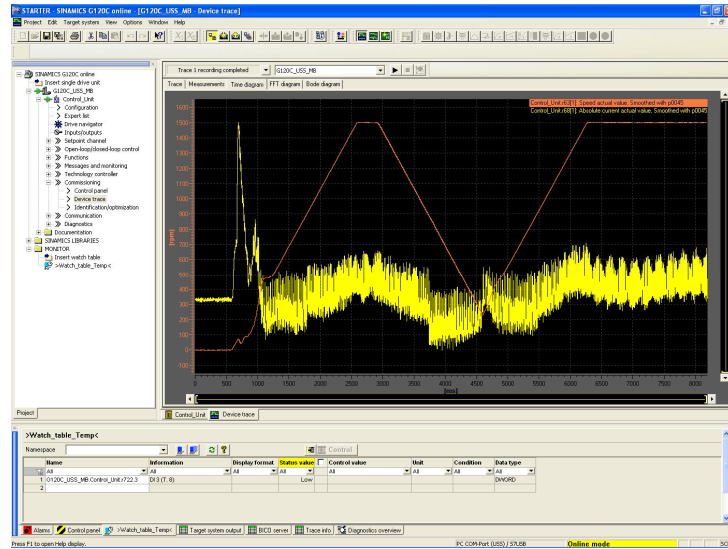 STARTER - SINAMICS G120C online - [G120C_USS_MB - Device trace]
Project Edit Target system View Options Window Help
Trace 1 recording completed
G120C_USS_MB
Trace Measurements Time diagram FFT diagram Bode diagram
SINAMICS G120C online
Insert single drive unit
G120C_USS_MB
Control_Unit
Configuration
Expert list
Drive navigator
Inputs/outputs
Setpoint channel
Open-loop/closed-loop control
Functions
Messages and monitoring
Technology controller
Commissioning
Control panel
Device trace
Identification/optimization
Communication
Diagnostics
Documentation
SINAMICS LIBRARIES
MONITOR
Insert watch table
>Watch_table_Temp<
Project
Control_Unit.r63[1]: Speed actual value, Smoothed with p0045
Control_Unit.r68[1]: Absolute current actual value, Smoothed with p0045
1600
1500
1400
1300
1200
1100
1000
900
800
700
600
500
400
300
200
100
0
-100
[rpm]
0 500 1000 1500 2000 2500 3000 3500 4000 4500 5000 5500 6000 6500 7000 7500 8000
Control_Unit Device trace
>Watch_table_Temp<
Namespace
Control
Name Information Display format Status value Control value Unit Condition Data type
All All All All All All All All
1 G120C_USS_MB.Control_Unit.r722.3 DI 3 (T. 8) Low DWORD
2
Alarms Control panel >Watch_table_Temp< Target system output BICO server Trace info Diagnostics overview
Press F1 to open Help display.
PC COM-Port (USS) / S7USB
Online mode